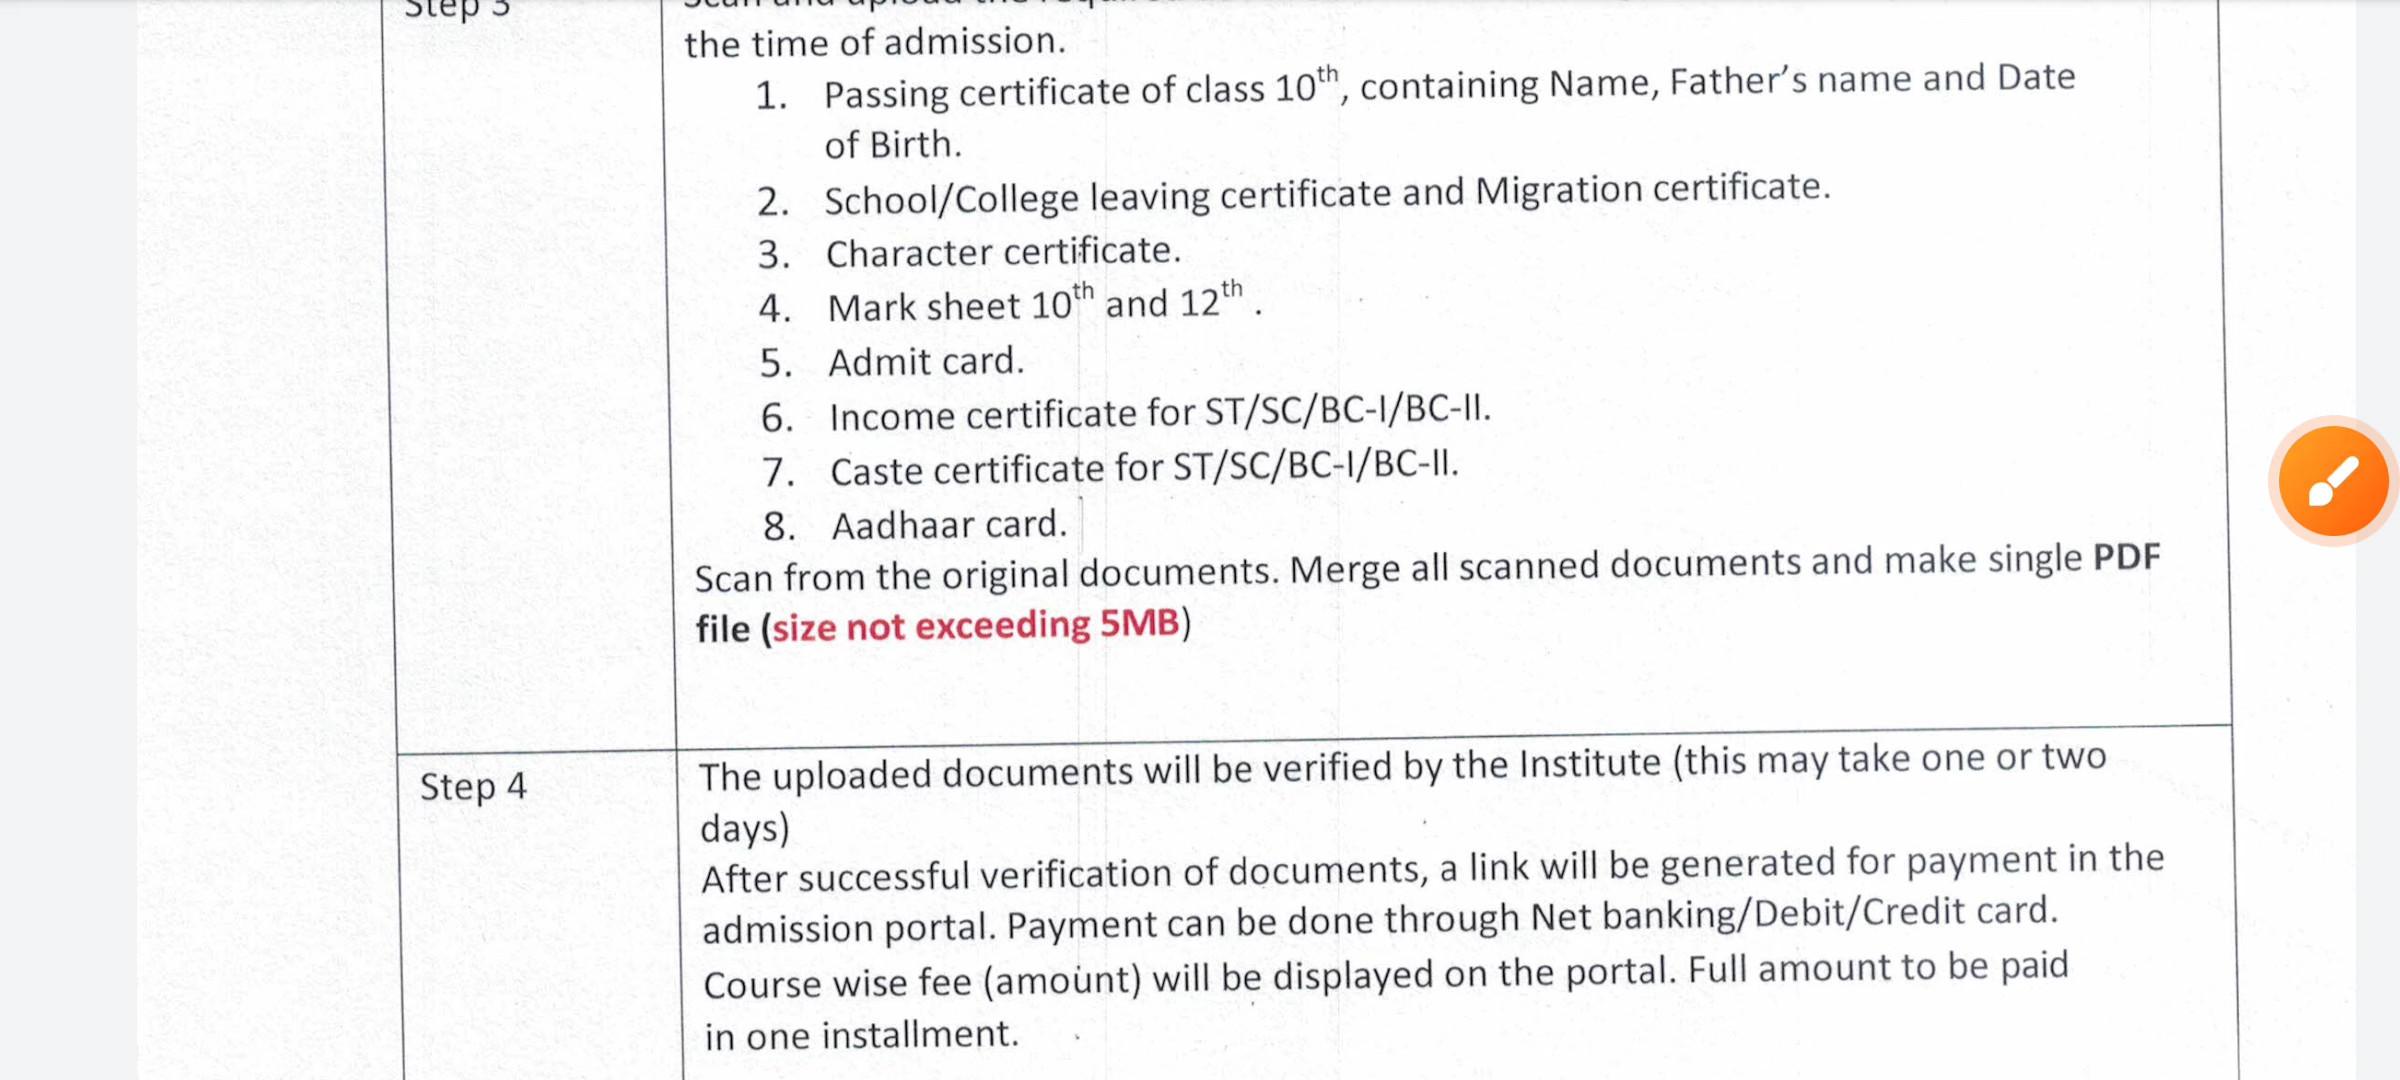 Step 3
the time of admission.
1. Passing certificate of class 10th, containing Name, Father's name and Date
of Birth.
2. School/College leaving certificate and Migration certificate.
3. Character certificate.
4. Mark sheet 10th and 12th .
5. Admit card.
6. Income certificate for ST/SC/BC-I/BC-II.
7. Caste certificate for ST/SC/BC-I/BC-II.
8. Aadhaar card.
Scan from the original documents. Merge all scanned documents and make single PDF
file (size not exceeding 5MB)
Step 4
The uploaded documents will be verified by the Institute (this may take one or two
days)
After successful verification of documents, a link will be generated for payment in the
admission portal. Payment can be done through Net banking/Debit/Credit card.
Course wise fee (amount) will be displayed on the portal. Full amount to be paid
in one installment.